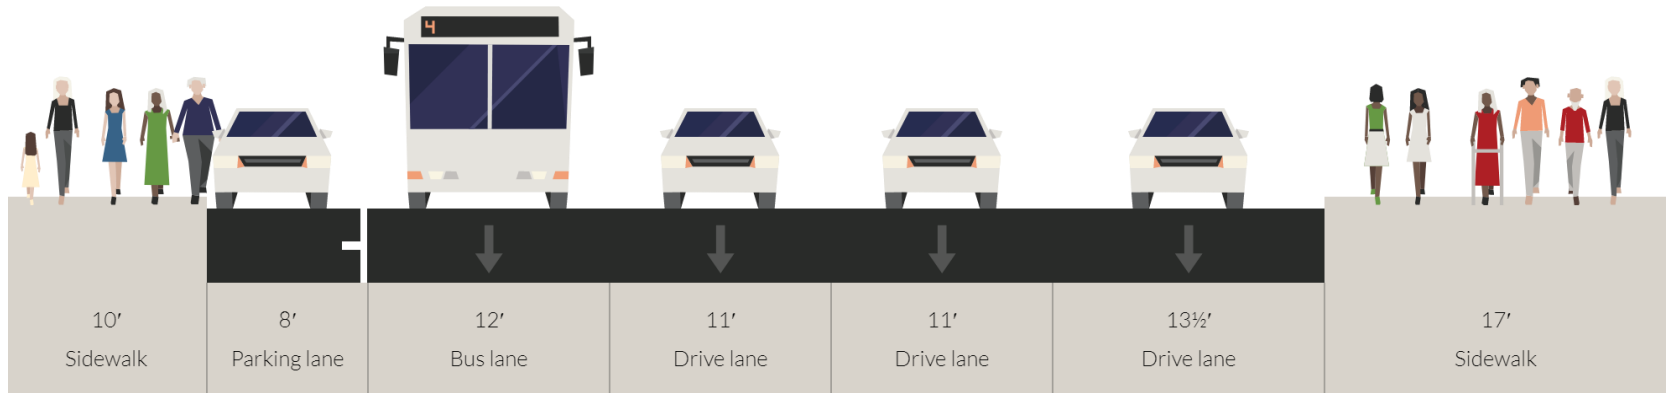 4
10′
Sidewalk
8′
Parking lane
12′
Bus lane
11′
Drive lane
11′
Drive lane
13½′
Drive lane
17′
Sidewalk